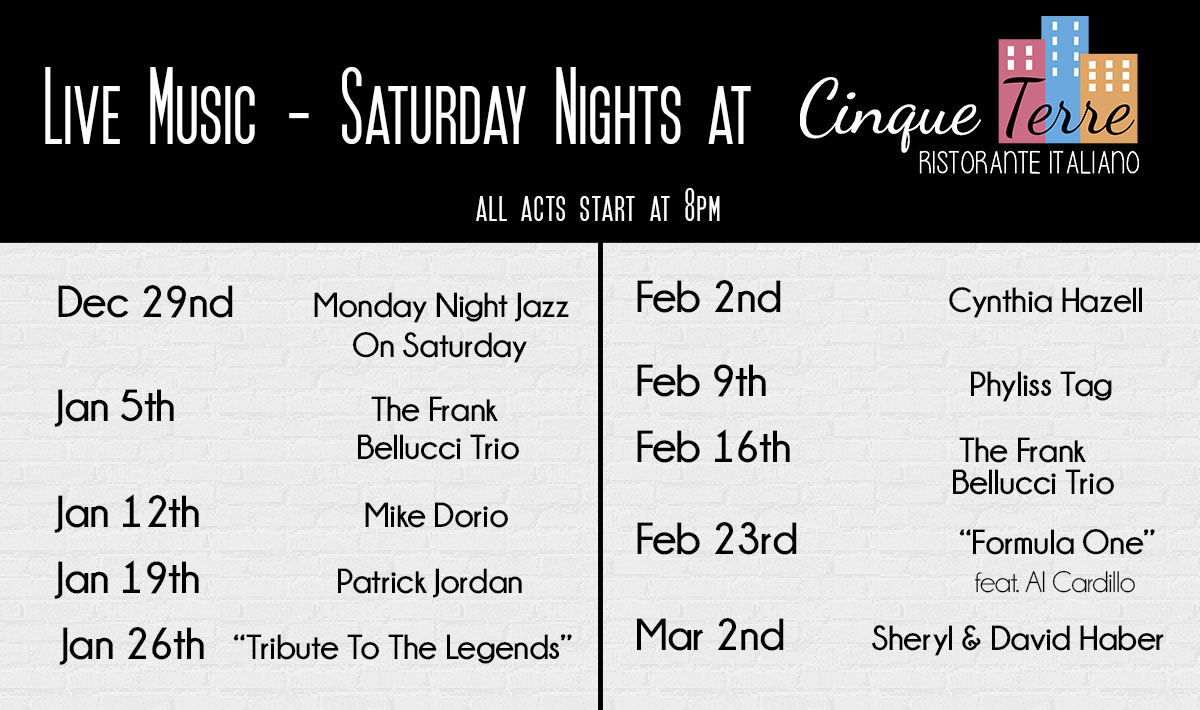 Live Music - Saturday Nights at Cinque Terre
RISTORANTE ITALIANO
ALL ACTS START AT 8PM
Dec 29nd Monday Night Jazz
On Saturday
Jan 5th The Frank
Bellucci Trio
Jan 12th Mike Dorio
Jan 19th Patrick Jordan
Jan 26th “Tribute To The Legends”
Feb 2nd Cynthia Hazell
Feb 9th Phyliss Tag
Feb 16th The Frank
Bellucci Trio
Feb 23rd “Formula One”
feat. Al Cardillo
Mar 2nd Sheryl & David Haber